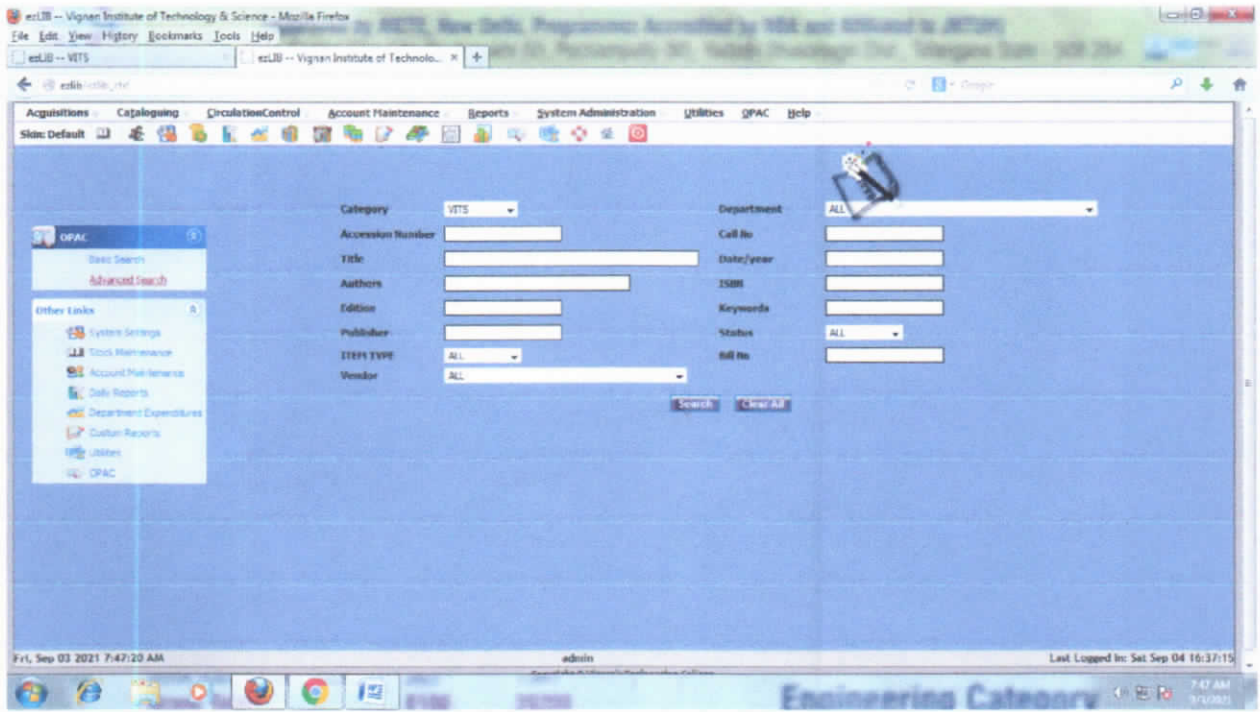 ezLIB -- Vignan Institute of Technology & Science - Mozilla Firefox
File Edit View History Bookmarks Tools Help
ezLIB -- VITS
ezLIB -- Vignan Institute of Technolo... × +
Google
Acquisitions Cataloguing CirculationControl Account Maintenance Reports System Administration Utilities OPAC Help
Skin: Default
Category VITS Department ALL
Accession Number Call No
Title Date/year
Authors ISBN
Edition Keywords
Publisher Status ALL
ITEM TYPE ALL Bill No
Vendor ALL
Search Clear All
OPAC
Basic Search
Advanced Search
Other Links
System Settings
Stock Maintenance
Account Maintenance
Daily Reports
Department Expenditures
Custom Reports
Utilities
OPAC
Fri, Sep 03 2021 7:47:20 AM admin Last Logged in: Sat Sep 04 16:37:15
Engineering Category
7:47 AM
9/3/2021